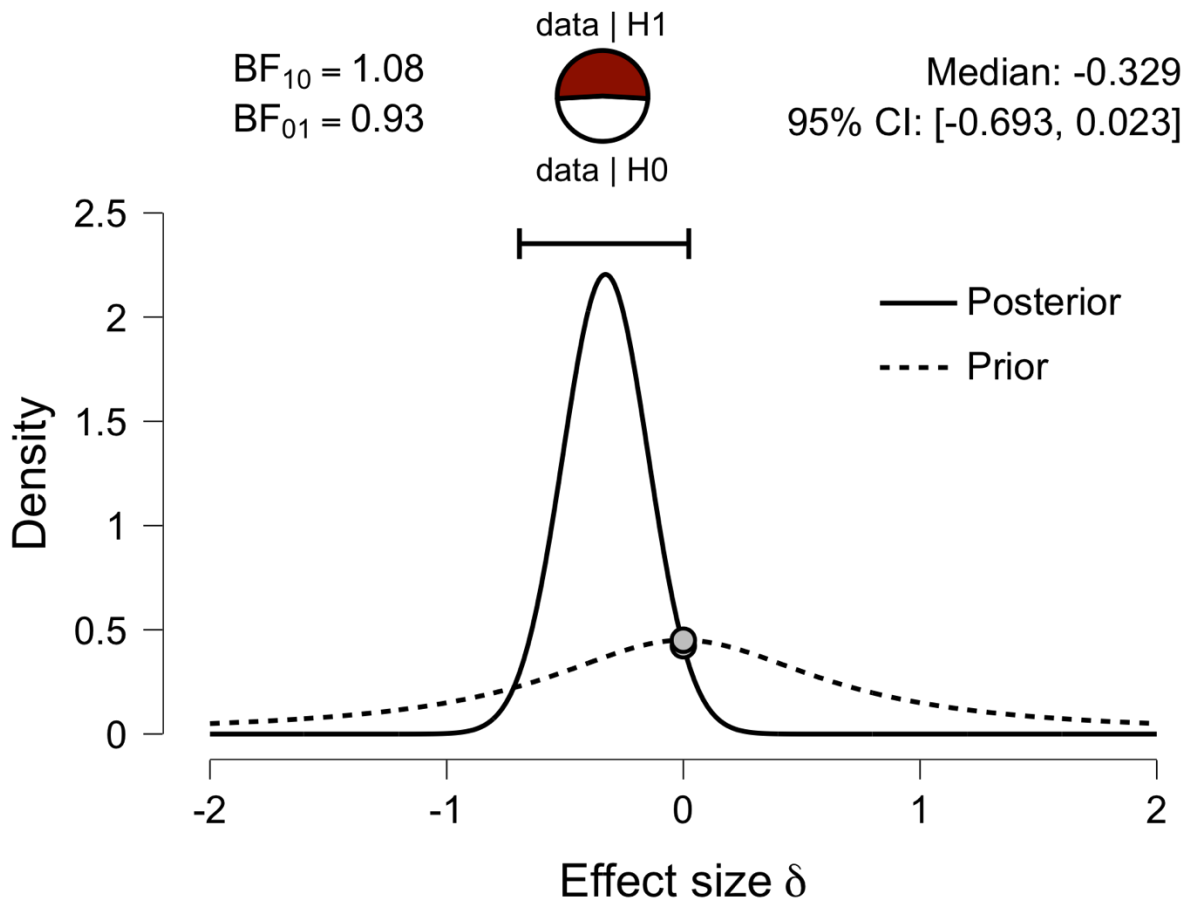 data | H1
BF₁₀ = 1.08
BF₀₁ = 0.93
Median: -0.329
95% CI: [-0.693, 0.023]
data | H0
2.5
2
1.5
1
0.5
0
Density
Posterior
Prior
-2
-1
0
1
2
Effect size δ